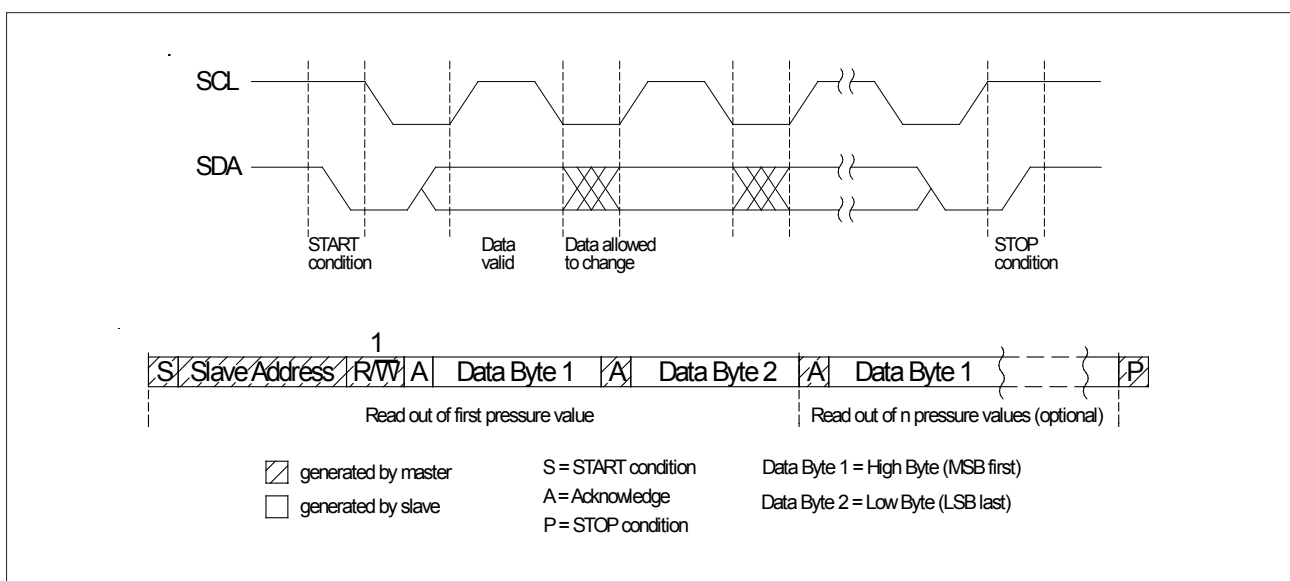 SCL
SDA
START condition
Data valid
Data allowed to change
STOP condition
1
S Slave Address R/W̅ A Data Byte 1 A Data Byte 2 A Data Byte 1 P
Read out of first pressure value
Read out of n pressure values (optional)
generated by master
generated by slave
S = START condition
A = Acknowledge
P = STOP condition
Data Byte 1 = High Byte (MSB first)
Data Byte 2 = Low Byte (LSB last)